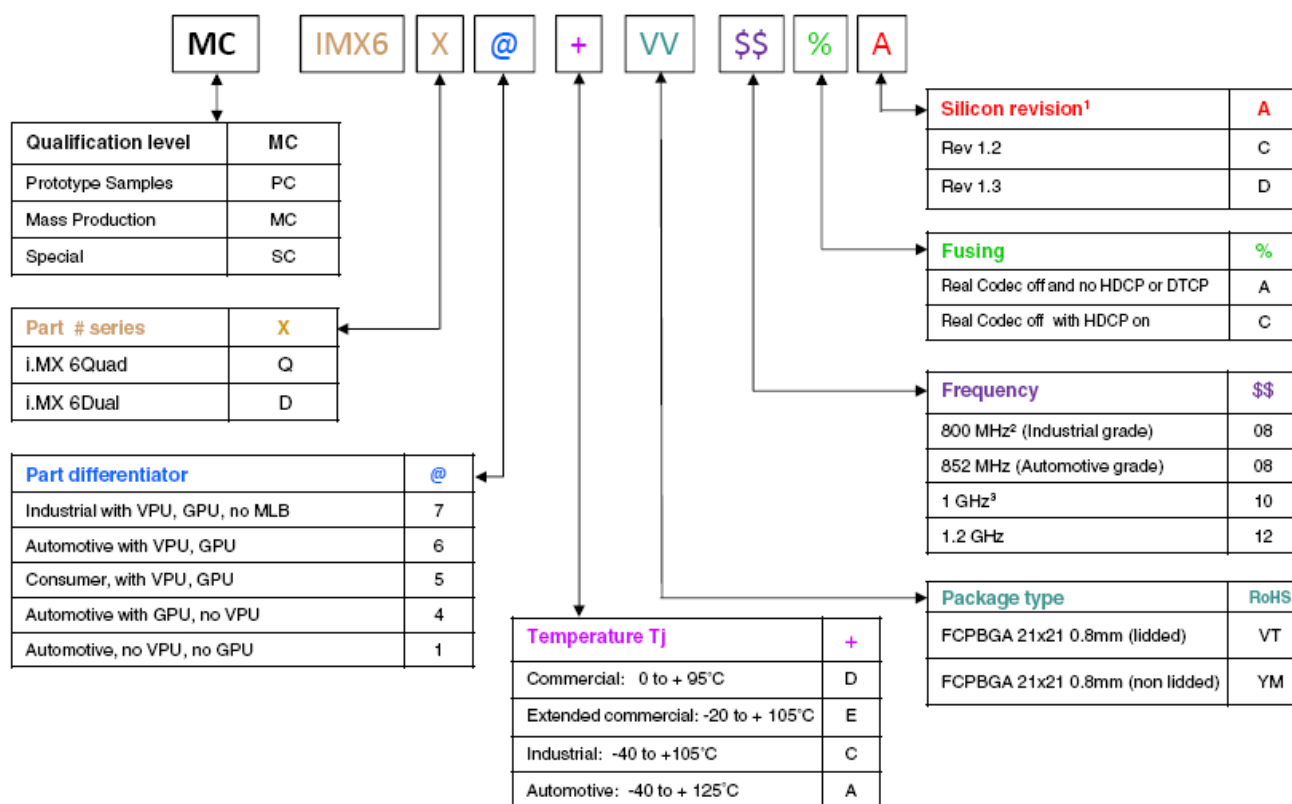 MC IMX6 X @ + VV $$ % A
Qualification level MC
Prototype Samples PC
Mass Production MC
Special SC
Part # series X
i.MX 6Quad Q
i.MX 6Dual D
Part differentiator @
Industrial with VPU, GPU, no MLB 7
Automotive with VPU, GPU 6
Consumer, with VPU, GPU 5
Automotive with GPU, no VPU 4
Automotive, no VPU, no GPU 1
Temperature Tj +
Commercial: 0 to + 95°C D
Extended commercial: -20 to + 105°C E
Industrial: -40 to +105°C C
Automotive: -40 to + 125°C A
Silicon revision¹ A
Rev 1.2 C
Rev 1.3 D
Fusing %
Real Codec off and no HDCP or DTCP A
Real Codec off with HDCP on C
Frequency $$
800 MHz² (Industrial grade) 08
852 MHz (Automotive grade) 08
1 GHz³ 10
1.2 GHz 12
Package type RoHS
FCPBGA 21x21 0.8mm (lidded) VT
FCPBGA 21x21 0.8mm (non lidded) YM